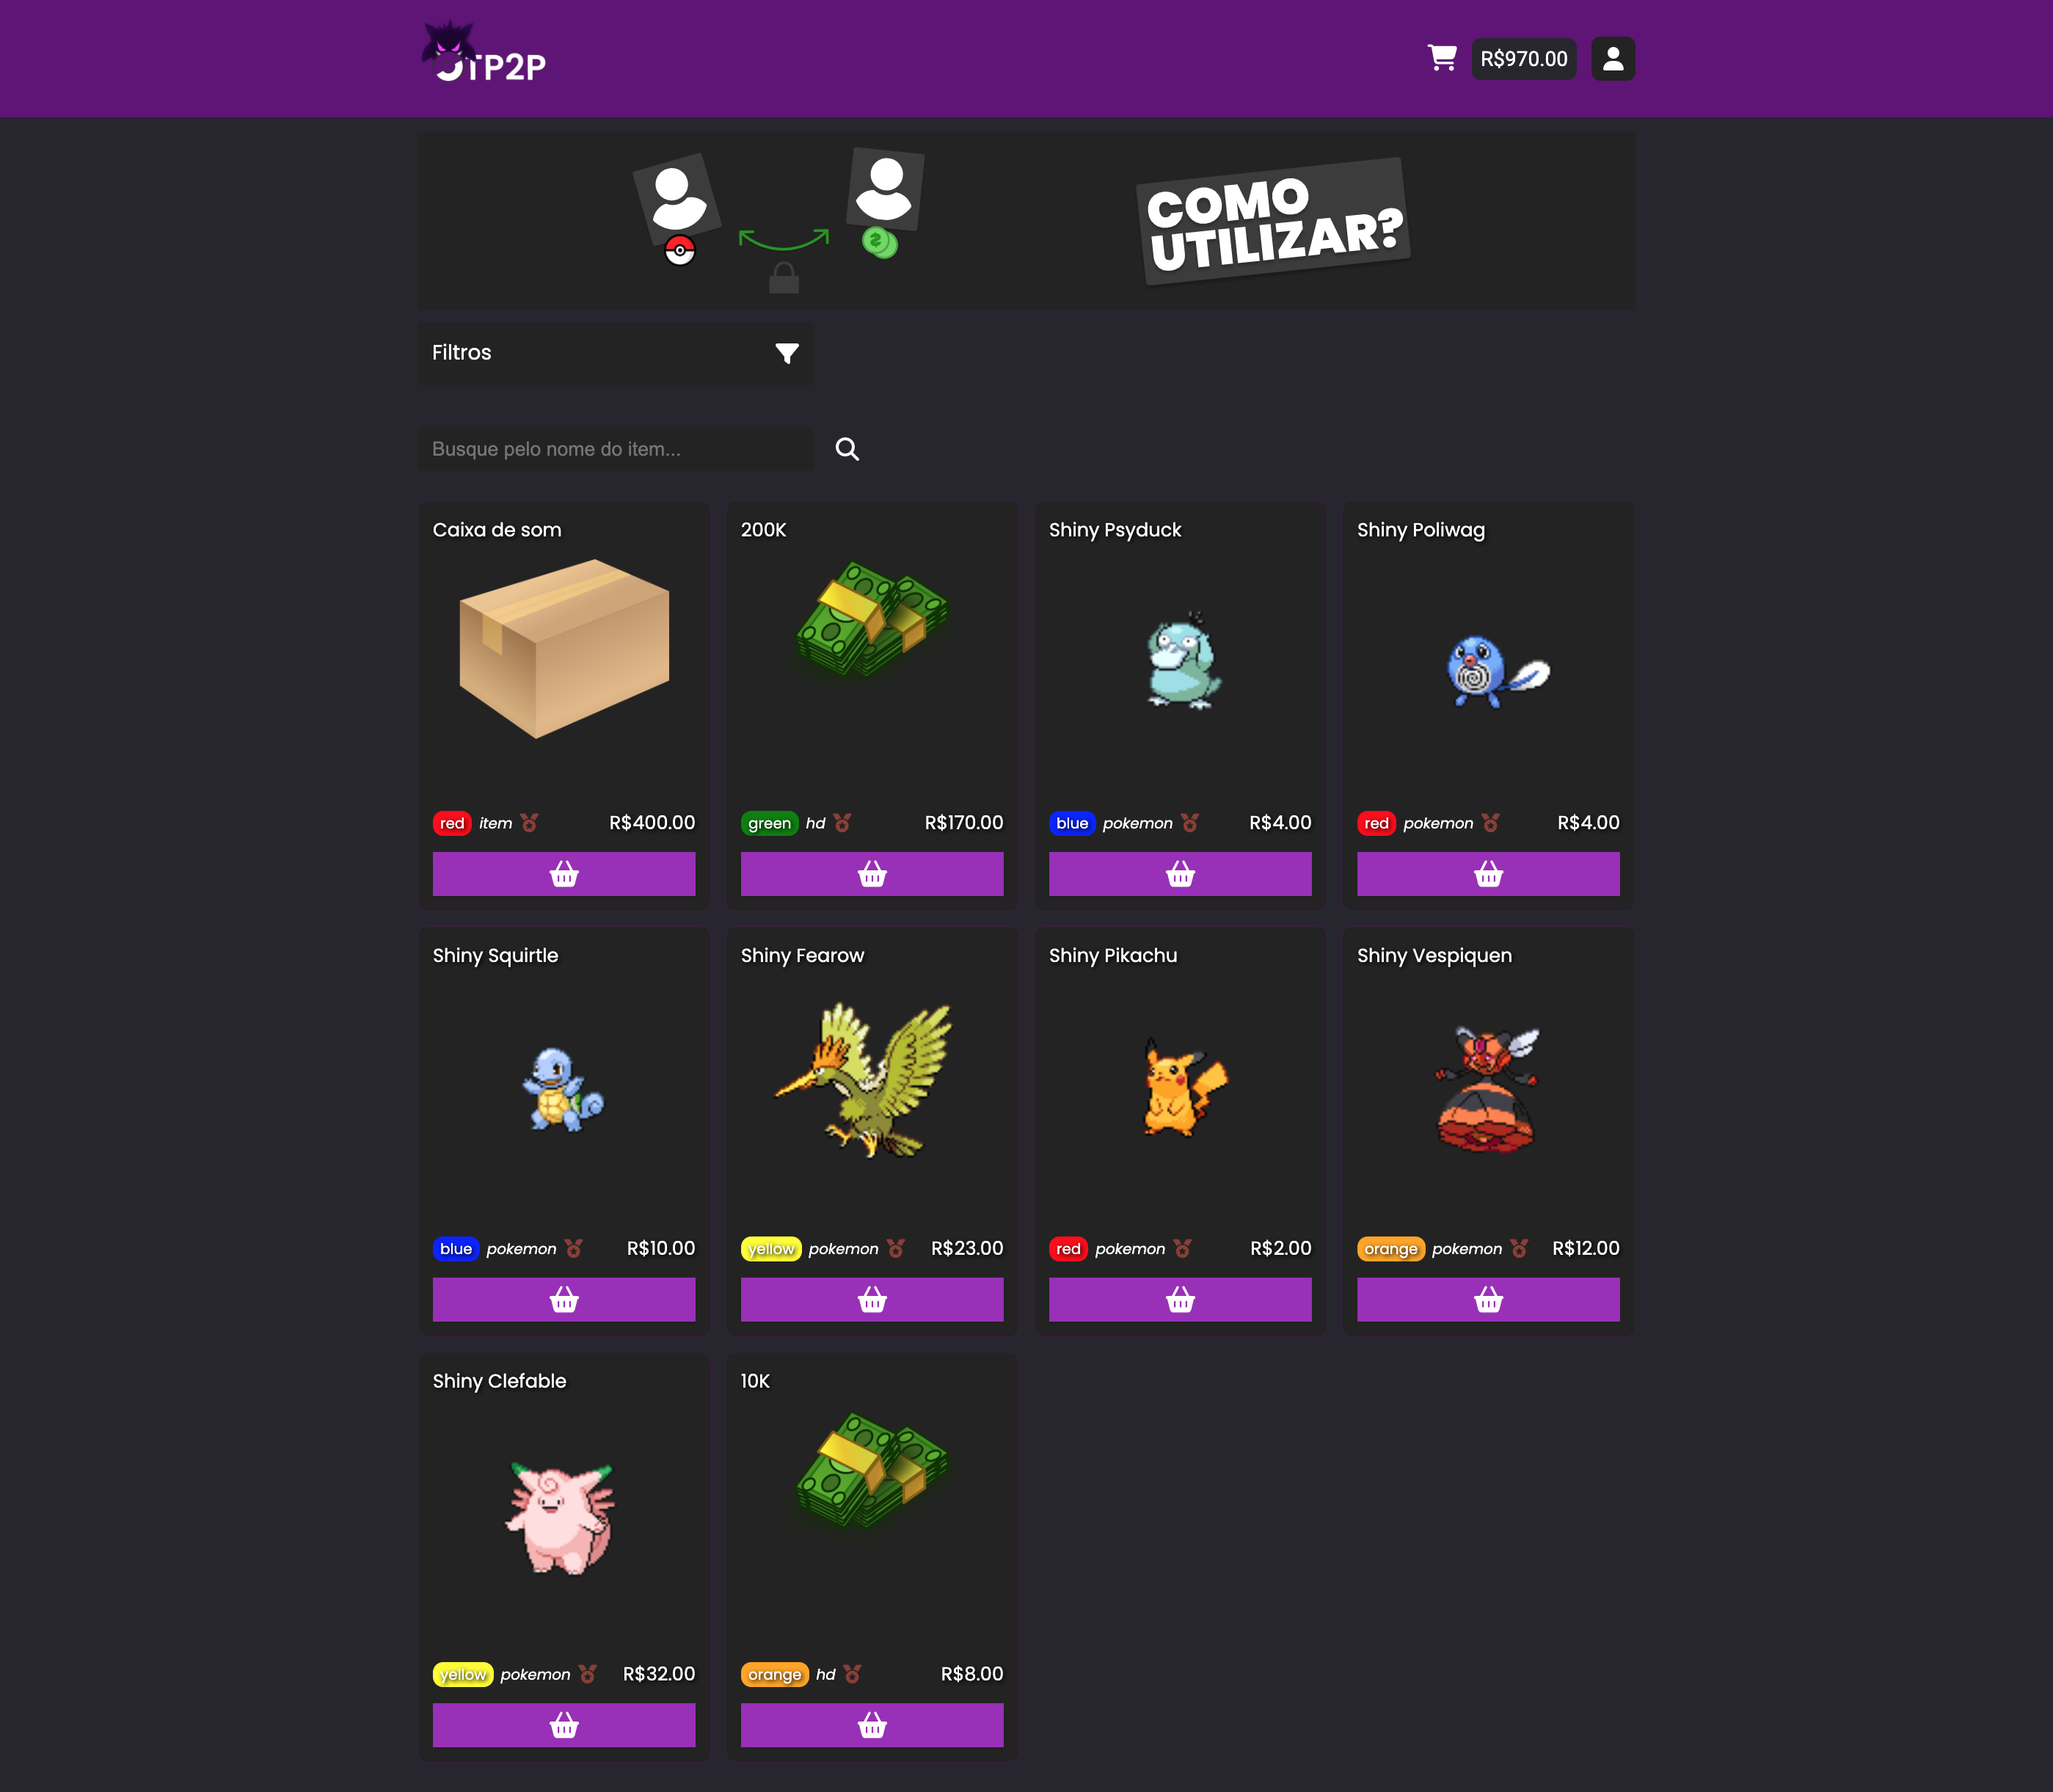 OTP2P
R$970.00
COMO
UTILIZAR?
Filtros
Busque pelo nome do item...
Caixa de som
red item R$400.00
200K
green hd R$170.00
Shiny Psyduck
blue pokemon R$4.00
Shiny Poliwag
red pokemon R$4.00
Shiny Squirtle
blue pokemon R$10.00
Shiny Fearow
yellow pokemon R$23.00
Shiny Pikachu
red pokemon R$2.00
Shiny Vespiquen
orange pokemon R$12.00
Shiny Clefable
yellow pokemon R$32.00
10K
orange hd R$8.00